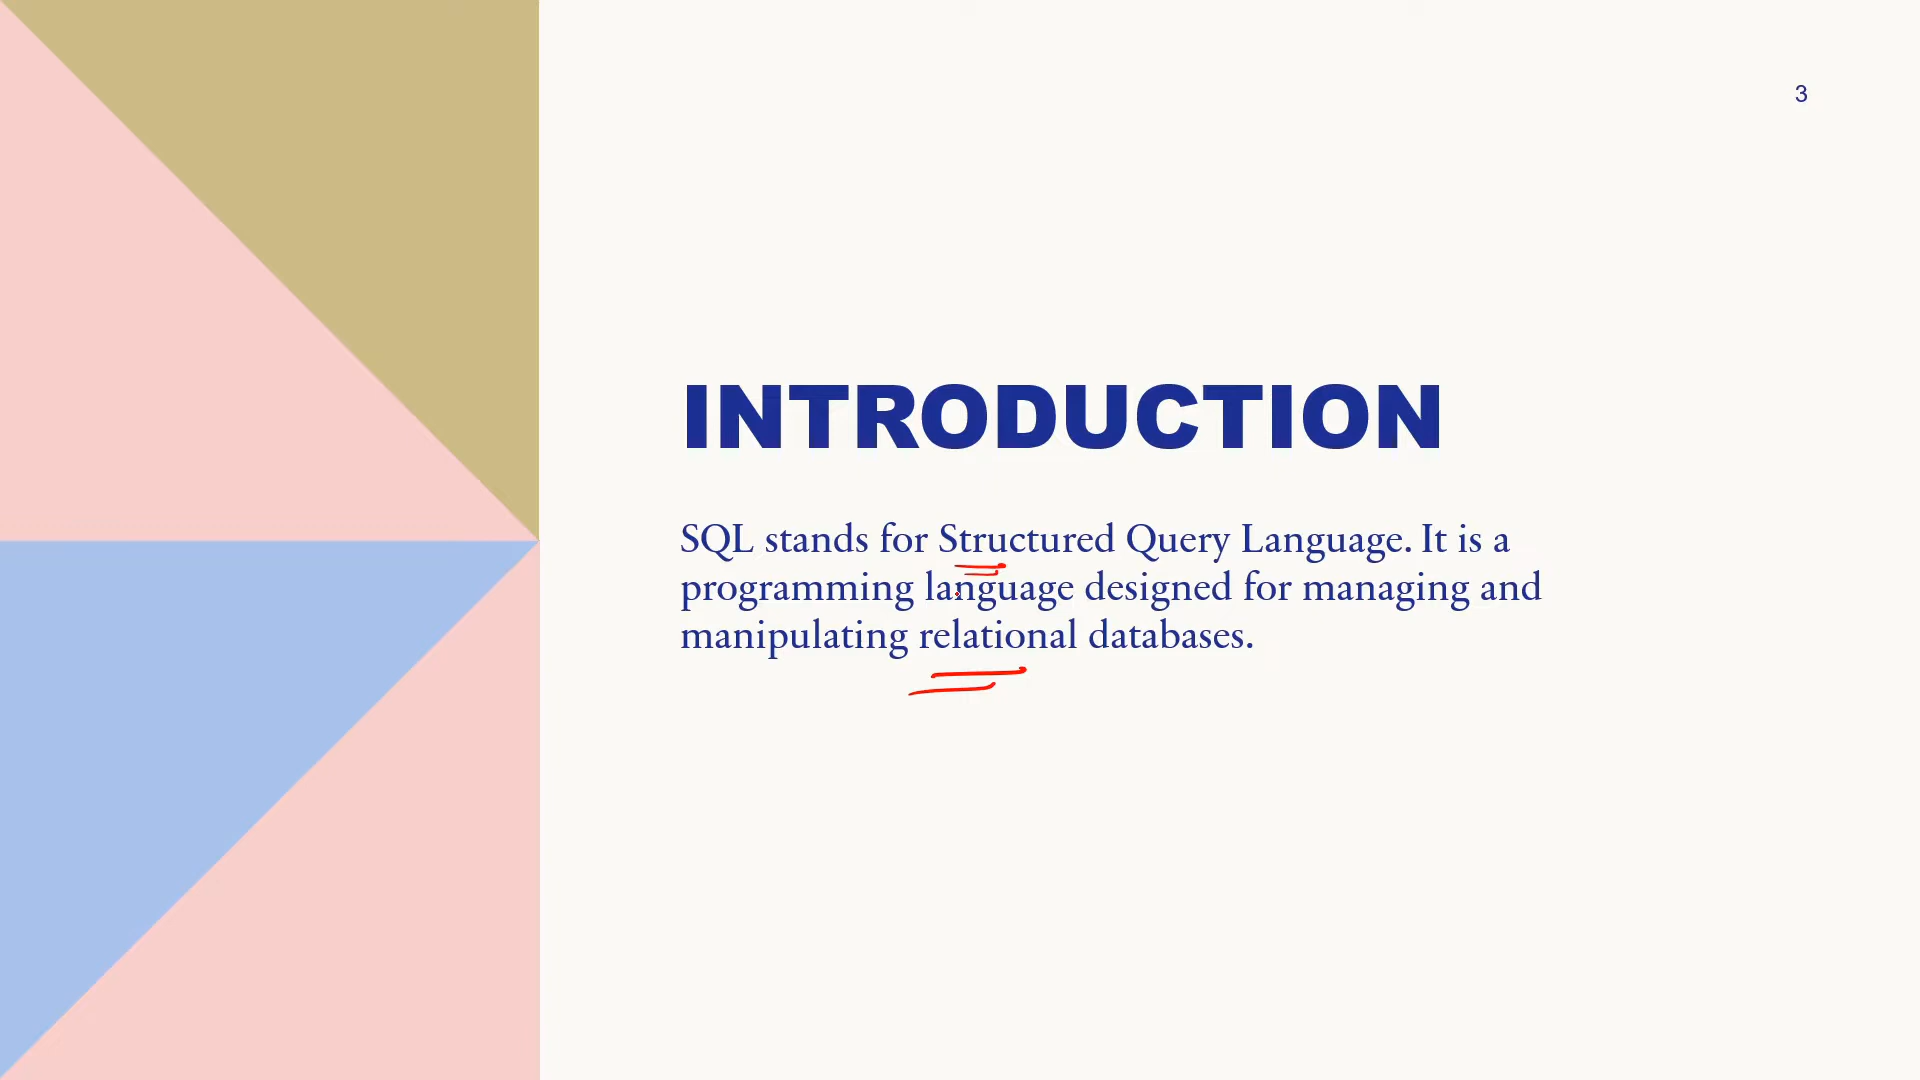 3
INTRODUCTION
SQL stands for Structured Query Language. It is a
programming language designed for managing and
manipulating relational databases.